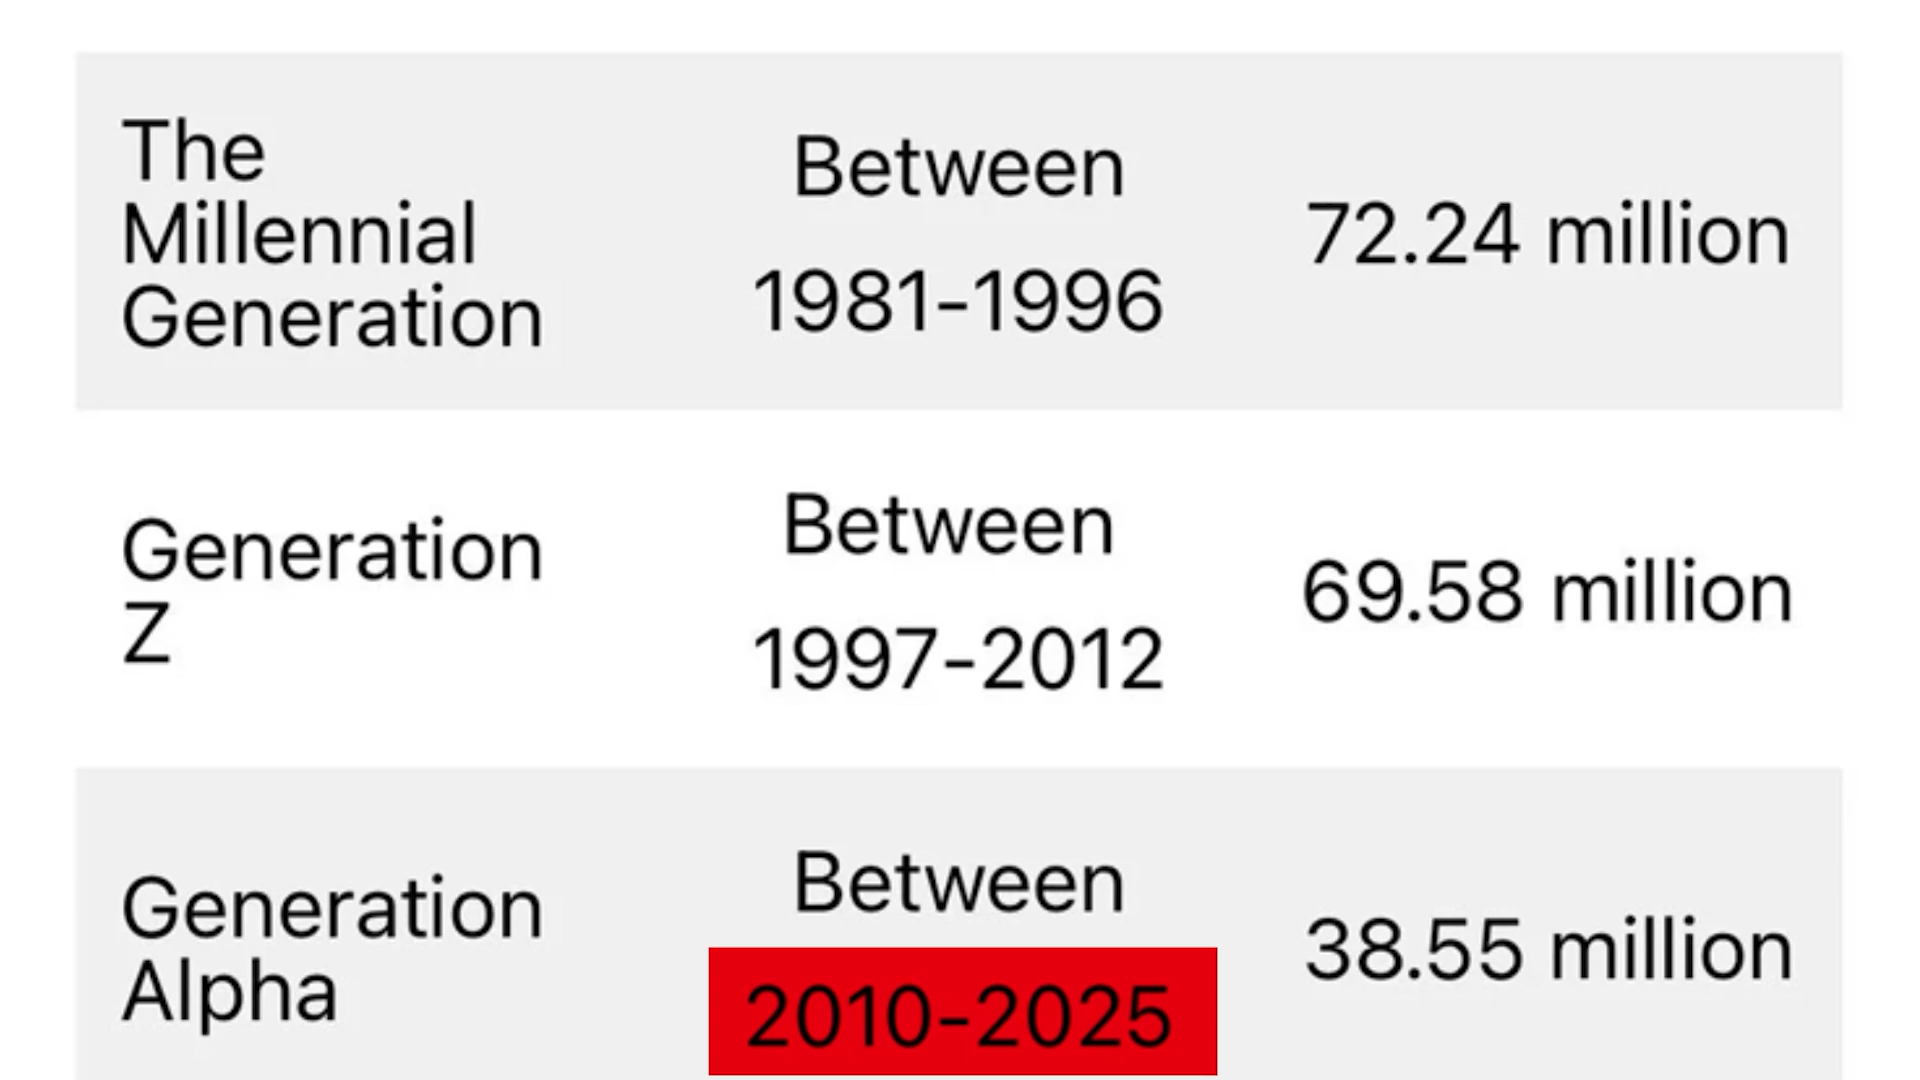 The
Millennial
Generation
Between
1981-1996
72.24 million
Generation
Z
Between
1997-2012
69.58 million
Generation
Alpha
Between
2010-2025
38.55 million